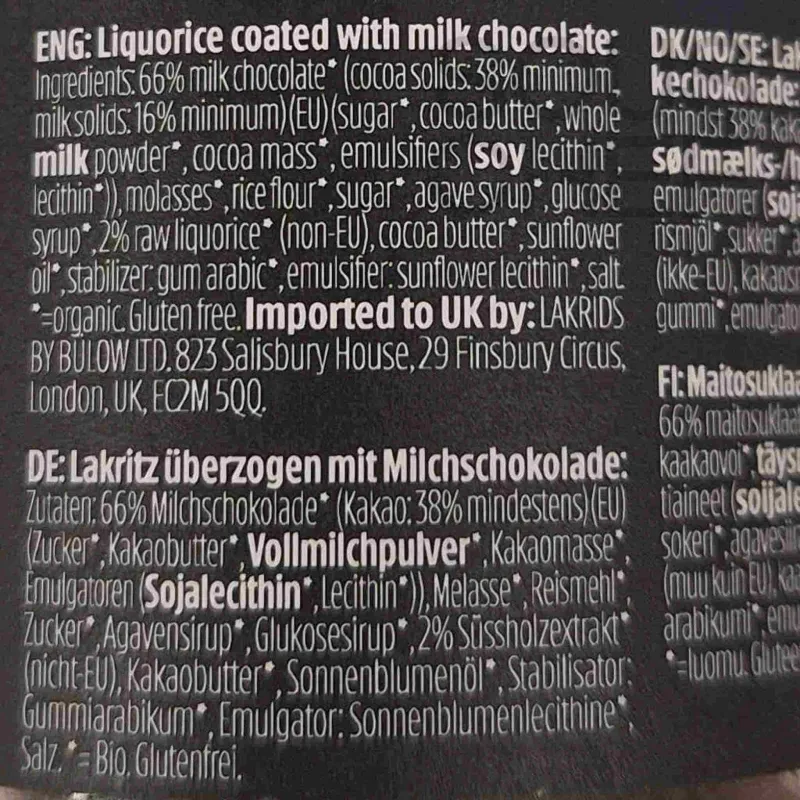 ENG: Liquorice coated with milk chocolate:
Ingredients: 66% milk chocolate* (cocoa solids: 38% minimum,
milk solids: 16% minimum)(EU)(sugar*, cocoa butter*, whole
milk powder*, cocoa mass*, emulsifiers (soy lecithin*,
lecithin*)), molasses*, rice flour*, sugar*, agave syrup*, glucose
syrup*, 2% raw liquorice* (non-EU), cocoa butter*, sunflower
oil*, stabilizer: gum arabic*, emulsifier: sunflower lecithin*, salt
*=organic. Gluten free. Imported to UK by: LAKRIDS
BY BÜLOW LTD. 823 Salisbury House, 29 Finsbury Circus,
London, UK, EC2M 5QQ.
DE: Lakritz überzogen mit Milchschokolade:
Zutaten: 66% Milchschokolade* (Kakao: 38% mindestens)(EU)
(Zucker*, Kakaobutter*, Vollmilchpulver*, Kakaomasse*,
Emulgatoren (Sojalecithin*, Lecithin*)), Melasse*, Reismehl*,
Zucker*, Agavensirup*, Glukosesirup*, 2% Süssholzextrakt*
(nicht-EU), Kakaobutter*, Sonnenblumenöl*, Stabilisator:
Gummiarabikum*, Emulgator: Sonnenblumenlecithine*,
Salz. *= Bio. Glutenfrei.
DK/NO/SE: Lak
kechokolade:
(mindst 38% kak
sødmælks-/h
emulgatorer (soj
rismjöl*, sukker*, a
(ikke-EU), kakaos
gummi*, emulgato
FI: Maitosuklaa
66% maitosuklaa
kaakaovoi*, täys
tiaineet (soijale
sokeri*, agavesii
(muu kuin EU), ka
arabikumi*, emu
*=luomu. Glutee